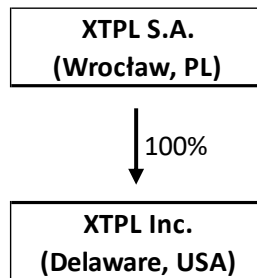 XTPL S.A.
(Wrocław, PL)
100%
XTPL Inc.
(Delaware, USA)